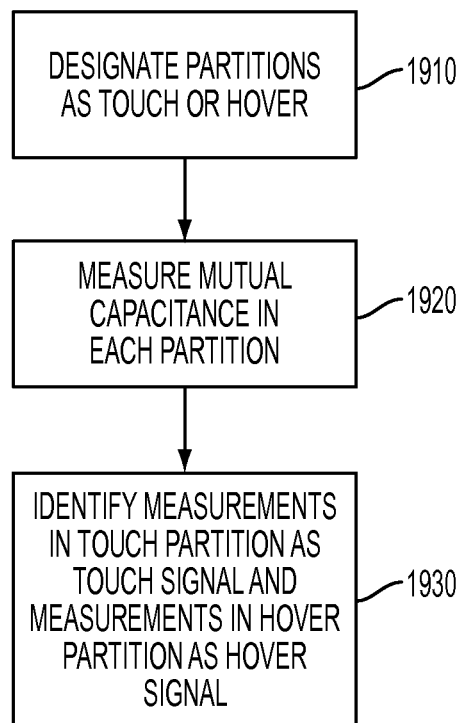 DESIGNATE PARTITIONS
AS TOUCH OR HOVER
1910
MEASURE MUTUAL
CAPACITANCE IN
EACH PARTITION
1920
IDENTIFY MEASUREMENTS
IN TOUCH PARTITION AS
TOUCH SIGNAL AND
MEASUREMENTS IN HOVER
PARTITION AS HOVER
SIGNAL
1930